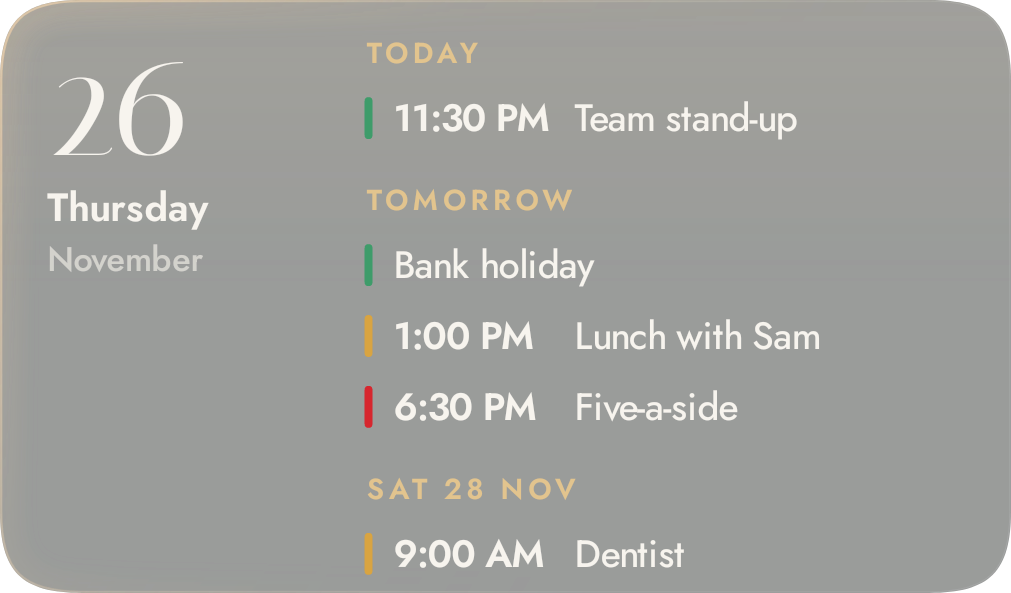 26
Thursday
November
TODAY
11:30 PM Team stand-up
TOMORROW
Bank holiday
1:00 PM Lunch with Sam
6:30 PM Five-a-side
SAT 28 NOV
9:00 AM Dentist